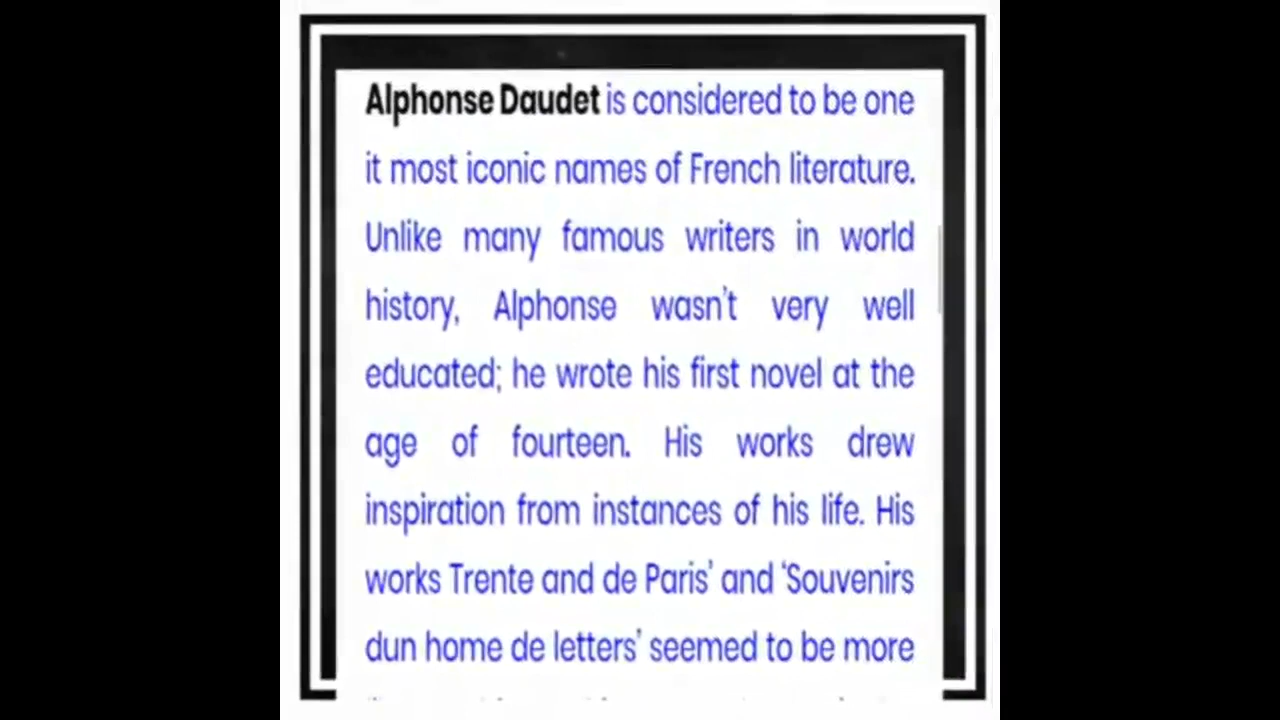 Alphonse Daudet is considered to be one
it most iconic names of French literature.
Unlike many famous writers in world
history, Alphonse wasn't very well
educated; he wrote his first novel at the
age of fourteen. His works drew
inspiration from instances of his life. His
works Trente and de Paris' and 'Souvenirs
dun home de letters' seemed to be more